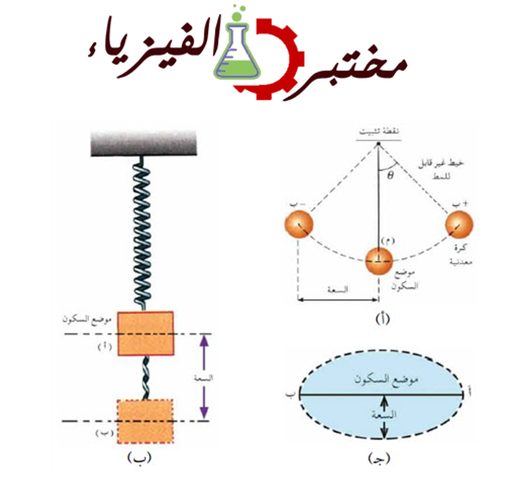 مختبر الفيزياء
نقطة تثبيت
خيط غير قابل
للمط
θ
- ب
+ ب
(م)
كرة
معدنية
موضع
السكون
السعة
(أ)
موضع السكون
(أ)
السعة
(ب)
(ب)
موضع السكون
أ
ب
السعة
(جـ)